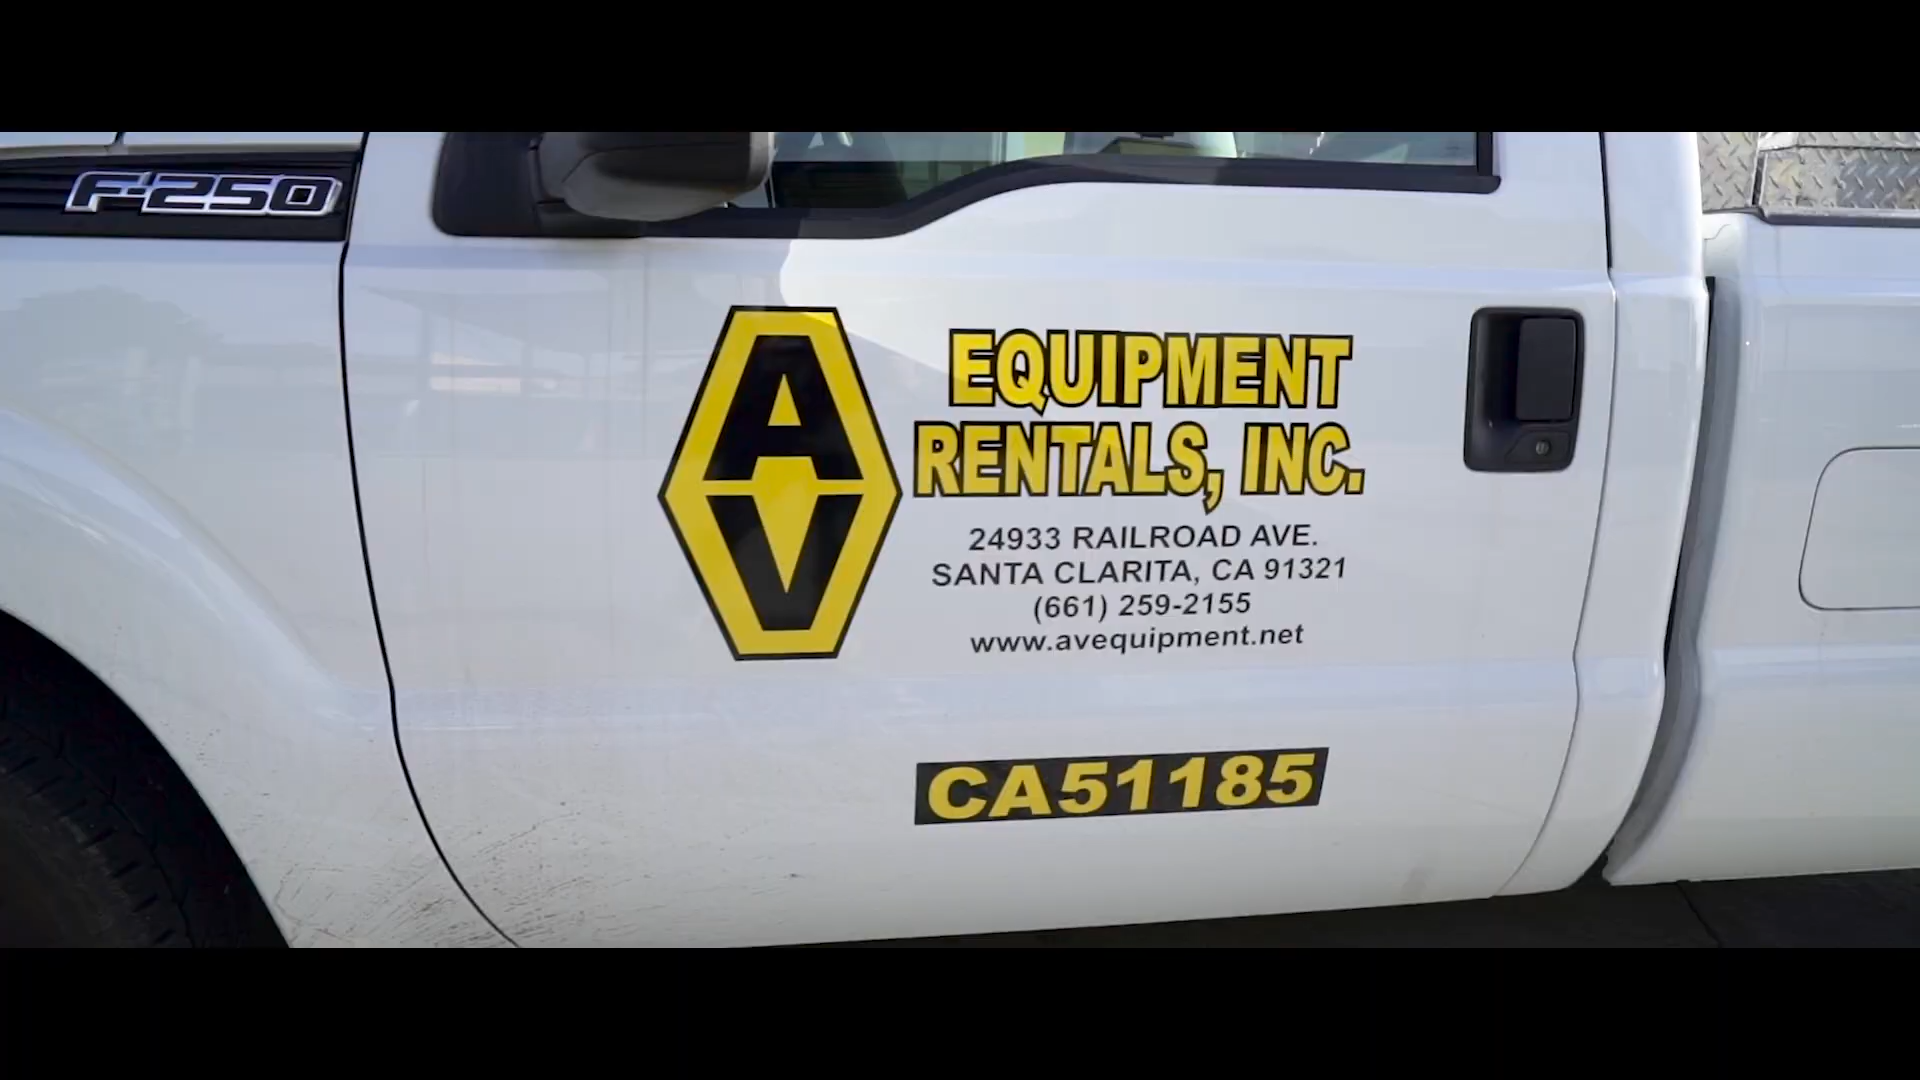 F-250
AV
EQUIPMENT
RENTALS, INC.
24933 RAILROAD AVE.
SANTA CLARITA, CA 91321
(661) 259-2155
www.avequipment.net
CA51185